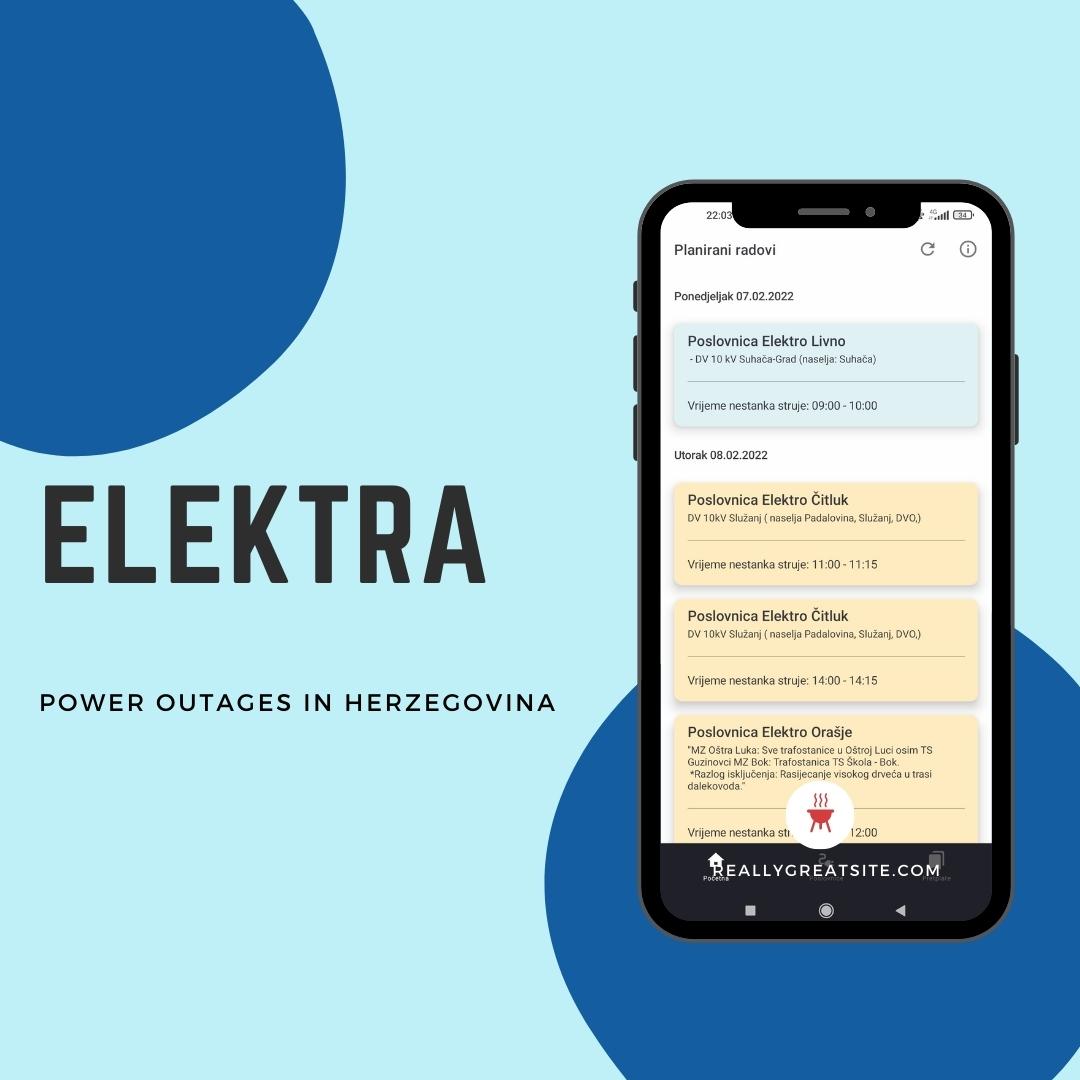 ELEKTRA
POWER OUTAGES IN HERZEGOVINA
22:03
4G
34
Planirani radovi
Ponedjeljak 07.02.2022
Poslovnica Elektro Livno
- DV 10 kV Suhača-Grad (naselja: Suhača)
Vrijeme nestanka struje: 09:00 - 10:00
Utorak 08.02.2022
Poslovnica Elektro Čitluk
DV 10kV Služanj ( naselja Padalovina, Služanj, DVO,)
Vrijeme nestanka struje: 11:00 - 11:15
Poslovnica Elektro Čitluk
DV 10kV Služanj ( naselja Padalovina, Služanj, DVO,)
Vrijeme nestanka struje: 14:00 - 14:15
Poslovnica Elektro Orašje
"MZ Oštra Luka: Sve trafostanice u Oštroj Luci osim TS
Guzinovci MZ Bok: Trafostanica TS Škola - Bok.
*Razlog isključenja: Rasijecanje visokog drveća u trasi
dalekovoda."
Vrijeme nestanka 12:00
REALLYGREATSITE.COM
Početna Pretplate